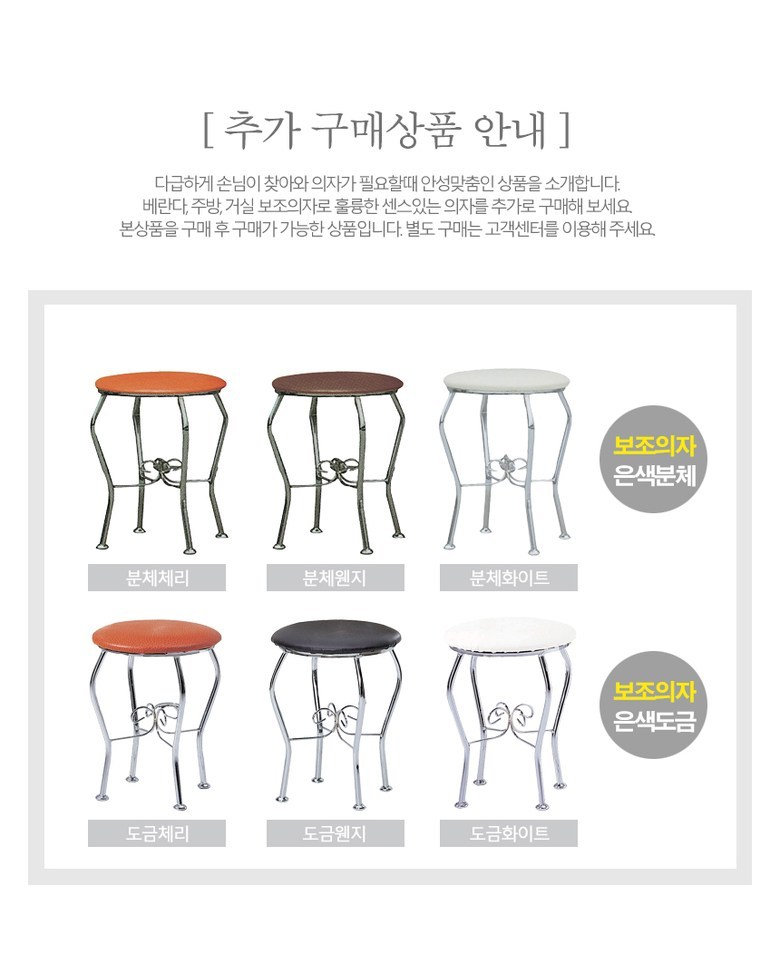 [ 추가 구매상품 안내 ]
다급하게 손님이 찾아와 의자가 필요할때 안성맞춤인 상품을 소개합니다.
베란다, 주방, 거실 보조의자로 훌륭한 센스있는 의자를 추가로 구매해 보세요.
본상품을 구매 후 구매가 가능한 상품입니다. 별도 구매는 고객센터를 이용해 주세요.
보조의자
은색분체
분체체리
분체웬지
분체화이트
보조의자
은색도금
도금체리
도금웬지
도금화이트